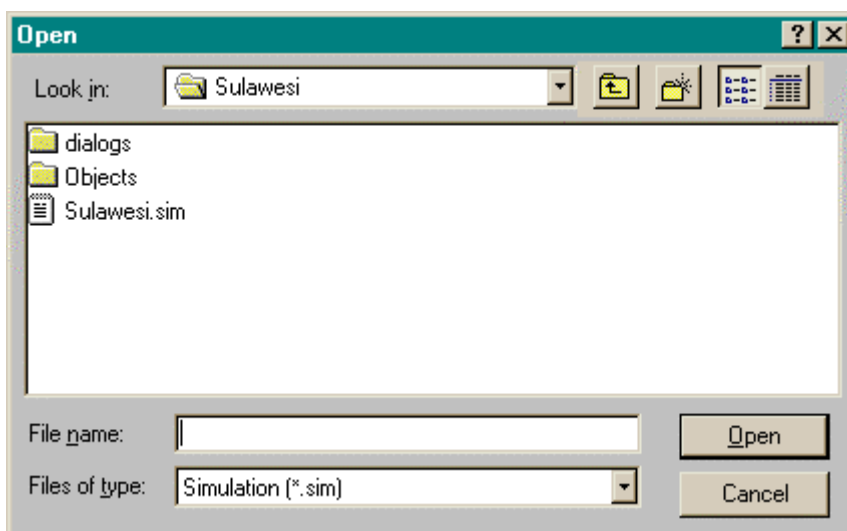 Open
Look in: Sulawesi
dialogs
Objects
Sulawesi.sim
File name: Open
Files of type: Simulation (*.sim) Cancel